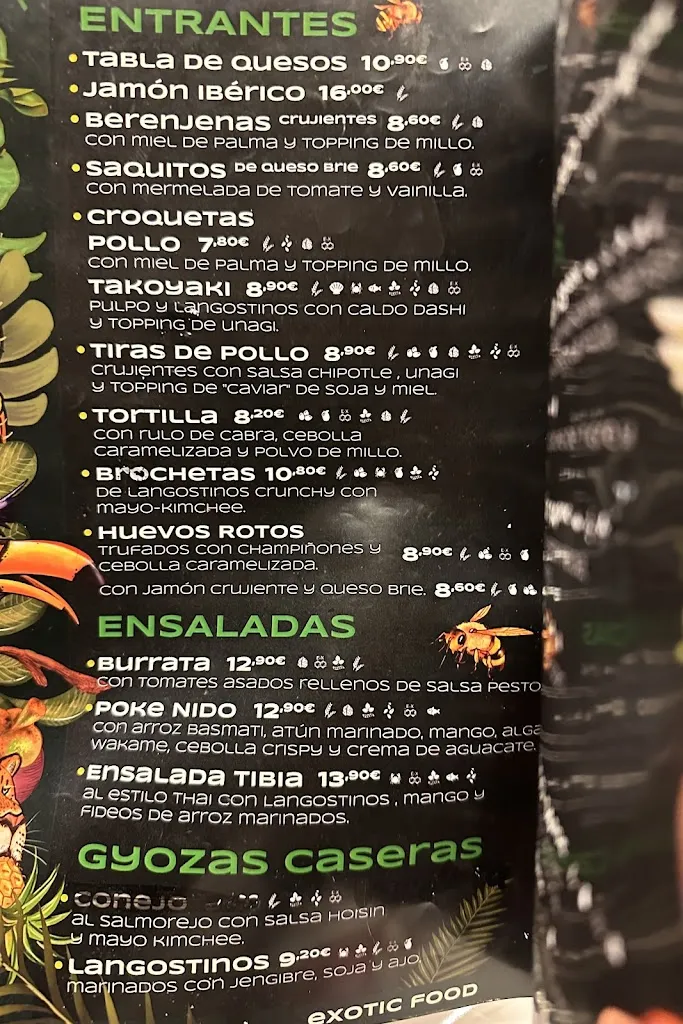 ENTRANTES
• Tabla de quesos 10,90€
• Jamón Ibérico 16,00€
• Berenjenas crujientes 8,60€
con miel de palma y topping de millo.
• Saquitos de queso brie 8,60€
con mermelada de tomate y vainilla.
• Croquetas
Pollo 7,80€
con miel de palma y topping de millo.
Takoyaki 8,90€
Pulpo y langostinos con caldo dashi
y topping de unagi.
• Tiras de pollo 8,90€
crujientes con salsa chipotle , unagi
y topping de "caviar" de soja y miel.
• Tortilla 8,20€
con rulo de cabra, cebolla
caramelizada y polvo de millo.
• Brochetas 10,80€
de langostinos crunchy con
mayo-kimchee.
• Huevos rotos
Trufados con champiñones y 8,90€
cebolla caramelizada.
con jamón crujiente y queso brie. 8,60€
ENSALADAS
• Burrata 12,90€
con tomates asados rellenos de salsa pesto
• Poke nido 12,90€
con arroz basmati, atún marinado, mango, alga
wakame, cebolla crispy y crema de aguacate.
• Ensalada tibia 13,90€
al estilo thai con langostinos , mango y
fideos de arroz marinados.
Gyozas caseras
• Conejo
al salmorejo con salsa hoisin
y mayo kimchee.
• Langostinos 9,20€
marinados con jengibre, soja y ajo
exotic food